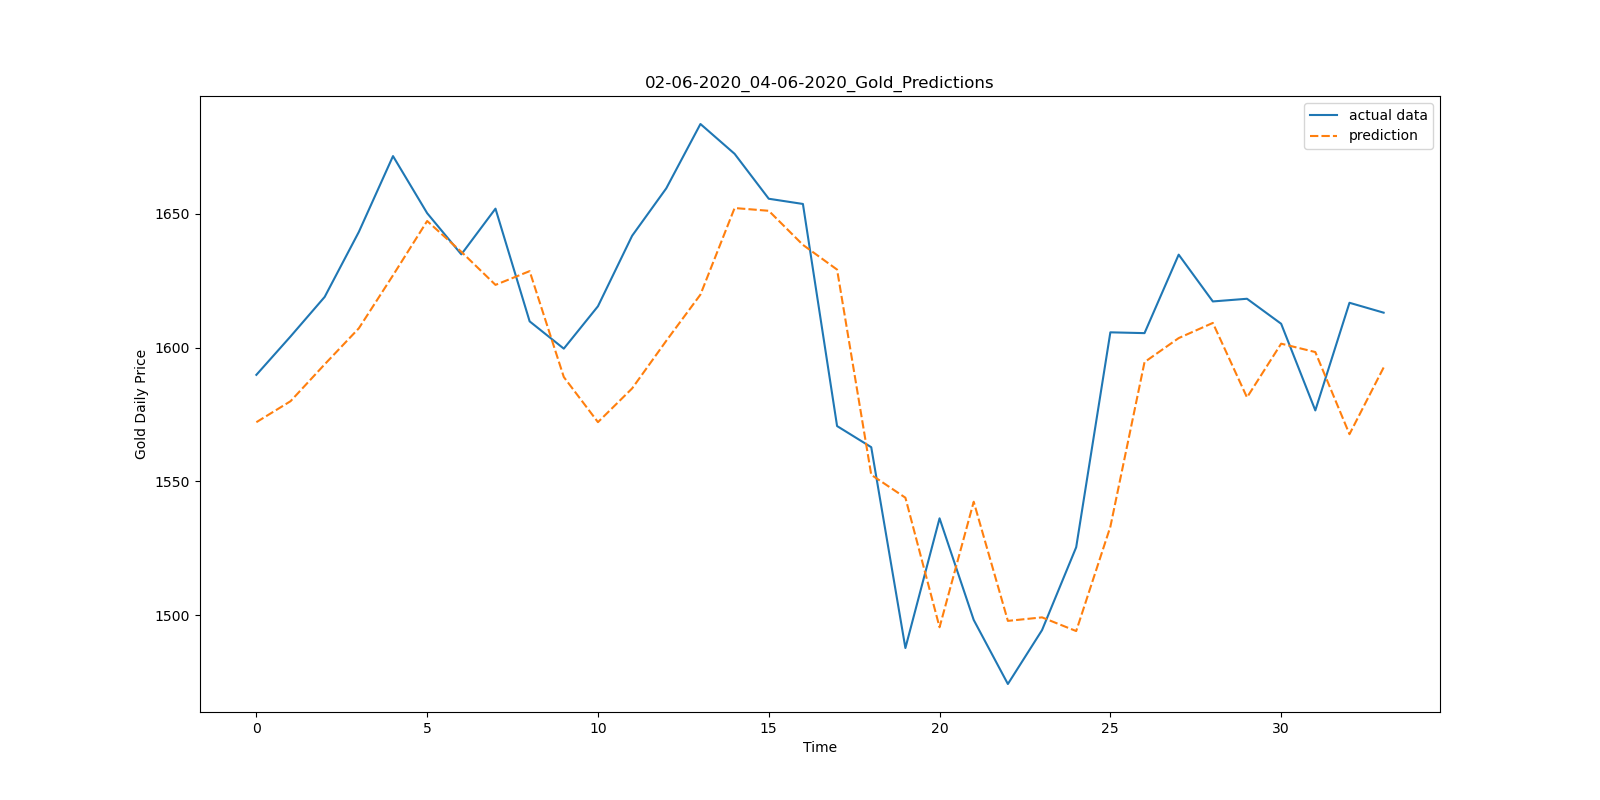 02-06-2020_04-06-2020_Gold_Predictions
actual data
prediction
Gold Daily Price
1650
1600
1550
1500
0 5 10 15 20 25 30
Time